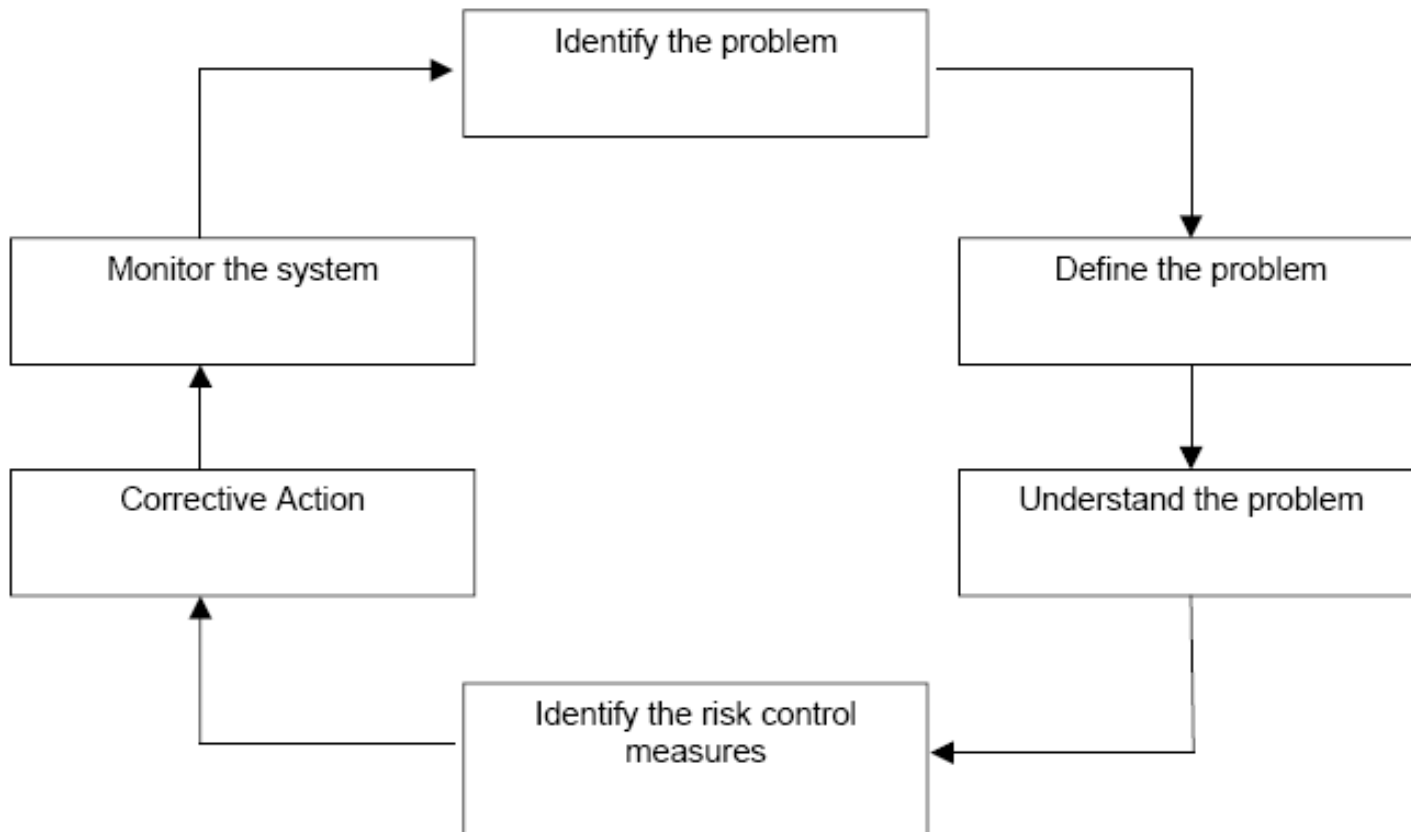 Identify the problem
Monitor the system
Define the problem
Corrective Action
Understand the problem
Identify the risk control
measures